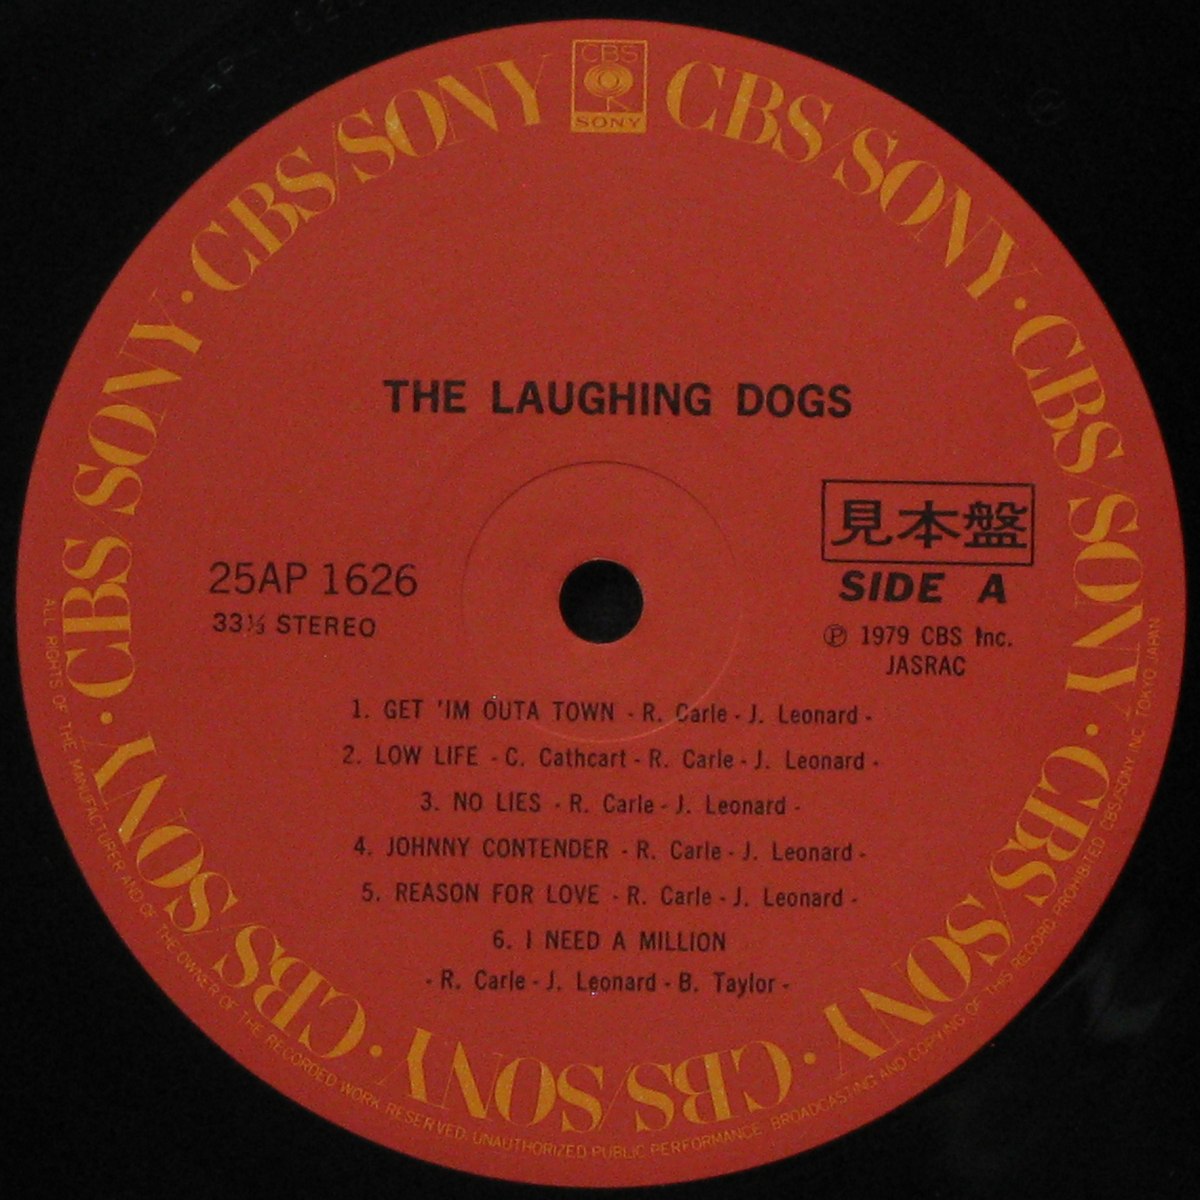 CBS
SONY
CBS/SONY · CBS/SONY · CBS/SONY · CBS/SONY · CBS/SONY · CBS/SONY · CBS/SONY · CBS/SONY
THE LAUGHING DOGS
見本盤
25AP 1626
SIDE A
33⅓ STEREO
℗ 1979 CBS Inc.
JASRAC
1. GET 'IM OUTA TOWN - R. Carle - J. Leonard -
2. LOW LIFE - C. Cathcart - R. Carle - J. Leonard -
3. NO LIES - R. Carle - J. Leonard -
4. JOHNNY CONTENDER - R. Carle - J. Leonard -
5. REASON FOR LOVE - R. Carle - J. Leonard -
6. I NEED A MILLION
- R. Carle - J. Leonard - B. Taylor -
ALL RIGHTS OF THE MANUFACTURER AND OF THE OWNER OF THE RECORDED WORK RESERVED. UNAUTHORIZED PUBLIC PERFORMANCE BROADCASTING AND COPYING OF THIS RECORD PROHIBITED CBS/SONY INC. TOKYO JAPAN